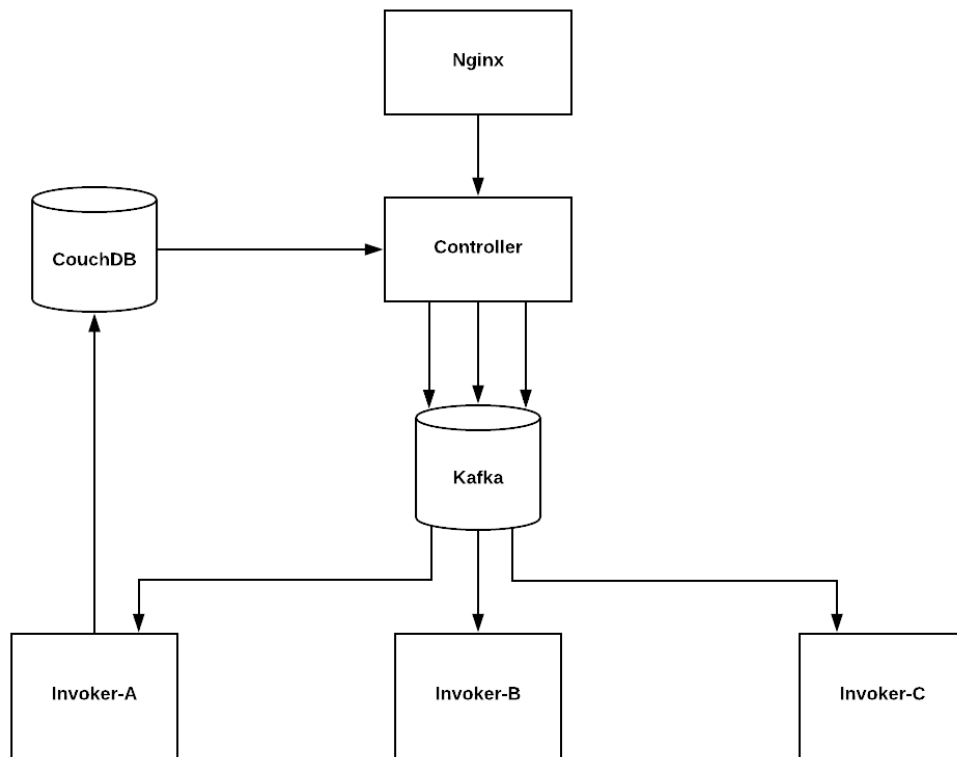 Nginx
Controller
CouchDB
Kafka
Invoker-A
Invoker-B
Invoker-C